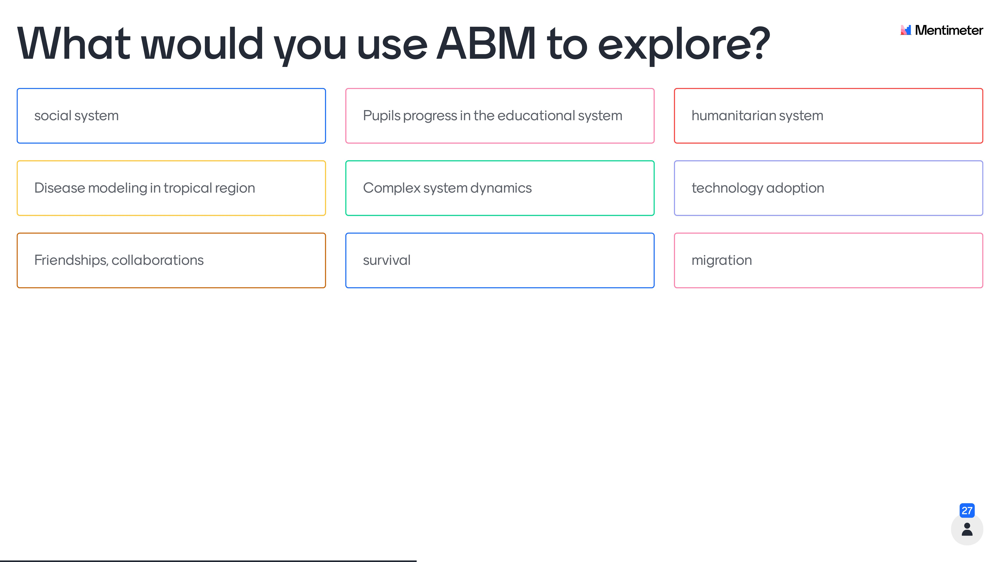 What would you use ABM to explore?
Mentimeter
social system
Pupils progress in the educational system
humanitarian system
Disease modeling in tropical region
Complex system dynamics
technology adoption
Friendships, collaborations
survival
migration
27